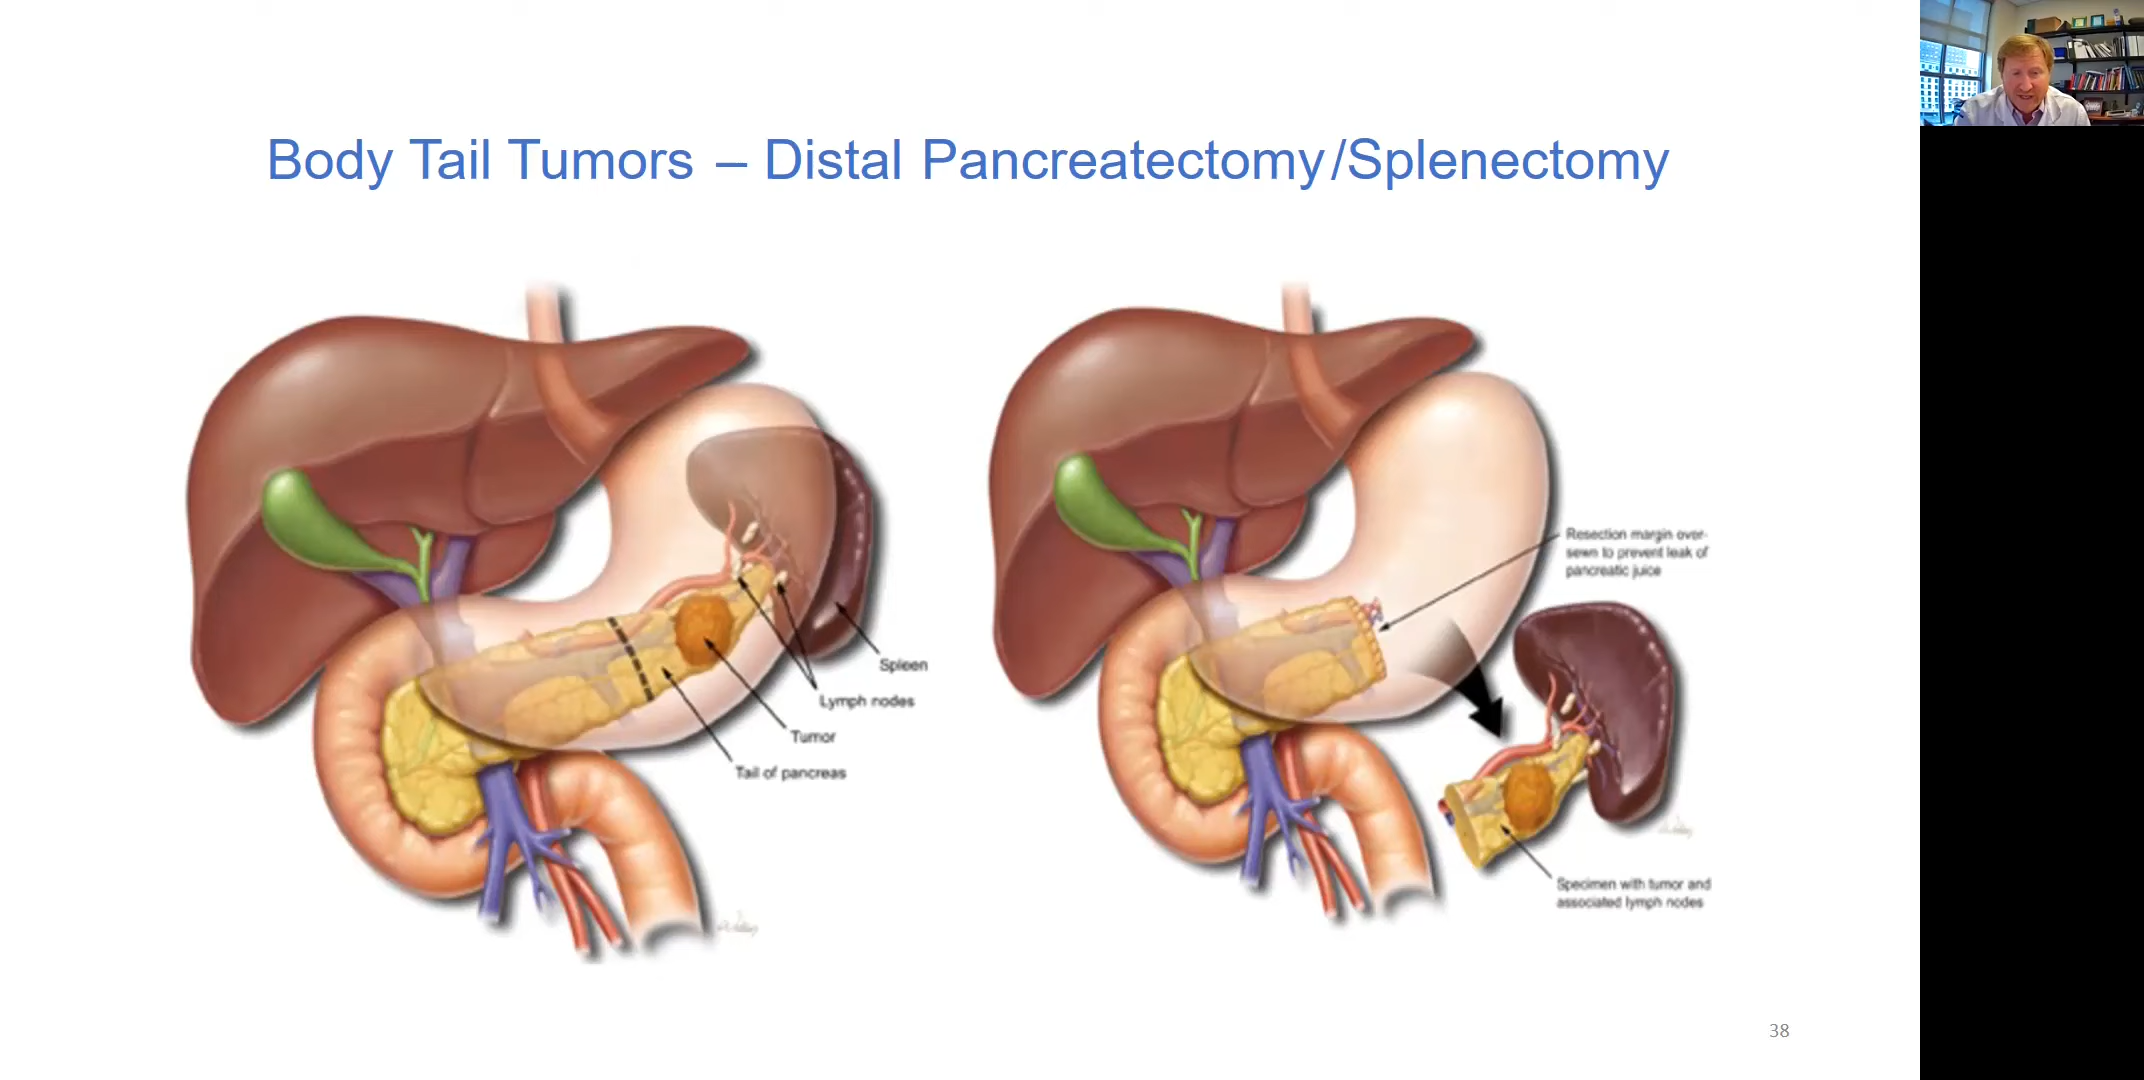 Body Tail Tumors – Distal Pancreatectomy/Splenectomy
Spleen
Lymph nodes
Tumor
Tail of pancreas
Resection margin over-
sewn to prevent leak of
pancreatic juice
Specimen with tumor and
associated lymph nodes
38